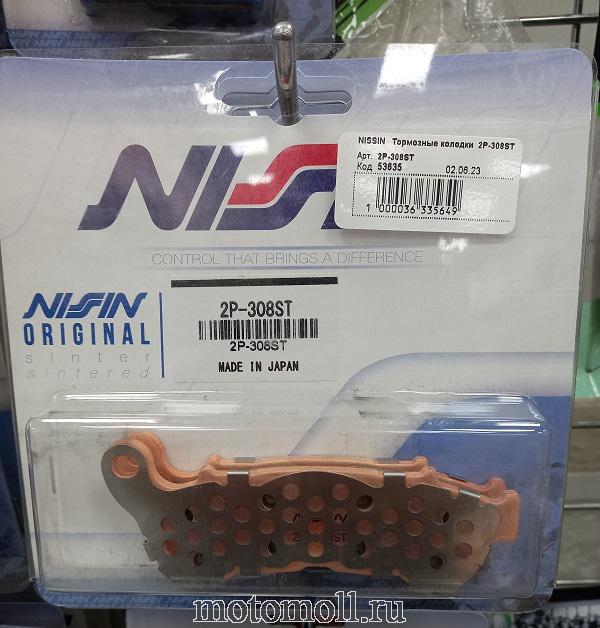 NISSIN Тормозные колодки 2P-308ST
Арт. 2P-308ST
Код 53635 02.06.23
1 000036 335649
CONTROL THAT BRINGS A DIFFERENCE
NISSIN
ORIGINAL
sinter
sintered
2P-308ST
2P-308ST
MADE IN JAPAN
NISSIN
motomoll.ru